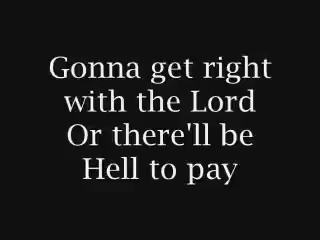 Gonna get right
with the Lord
Or there'll be
Hell to pay